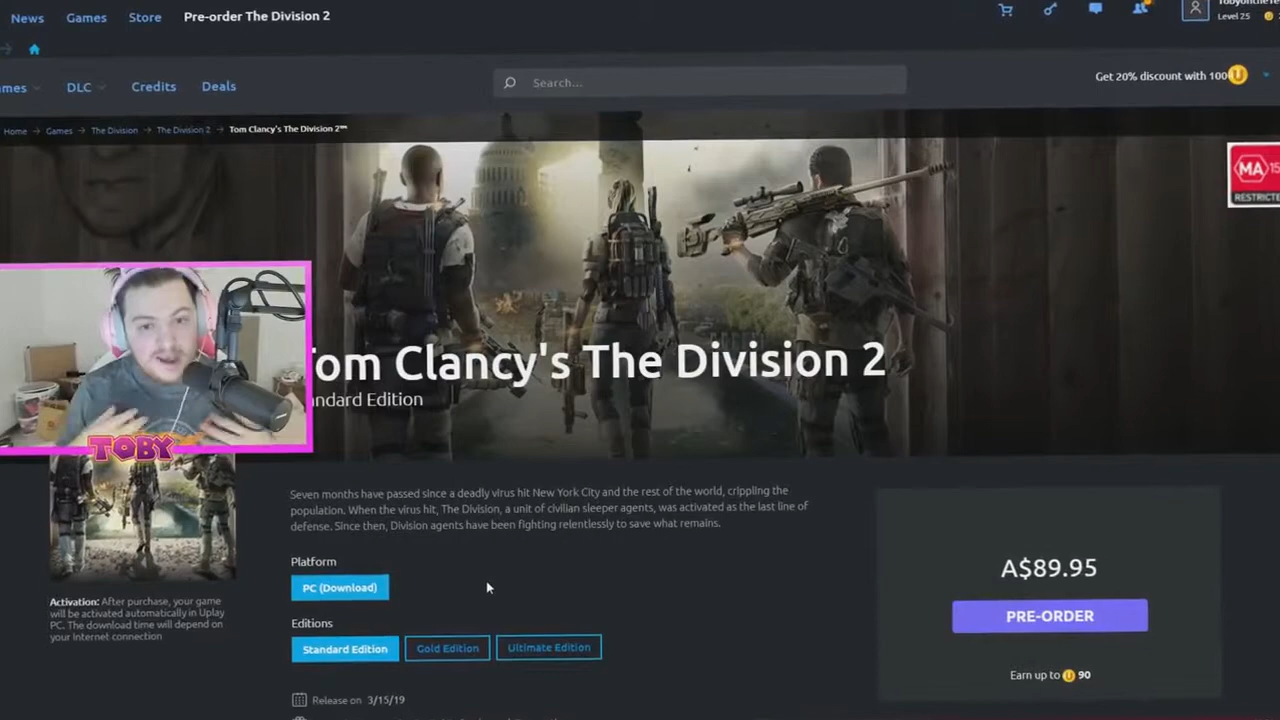 News Games Store Pre-order The Division 2
Level 25
DLC Credits Deals
Search...
Get 20% discount with 100
Home → Games → The Division → The Division 2 → Tom Clancy's The Division 2™
MA 15
Tom Clancy's The Division 2
TOBY
Seven months have passed since a deadly virus hit New York City and the rest of the world, crippling the
population. When the virus hit, The Division, a unit of civilian sleeper agents, was activated as the last line of
defense. Since then, Division agents have been fighting relentlessly to save what remains.
Platform
PC (Download)
Activation: After purchase, your game
will be activated automatically in Uplay
PC. The download time will depend on
your Internet connection
Editions
Standard Edition Gold Edition Ultimate Edition
Release on 3/15/19
A$89.95
PRE-ORDER
Earn up to 90